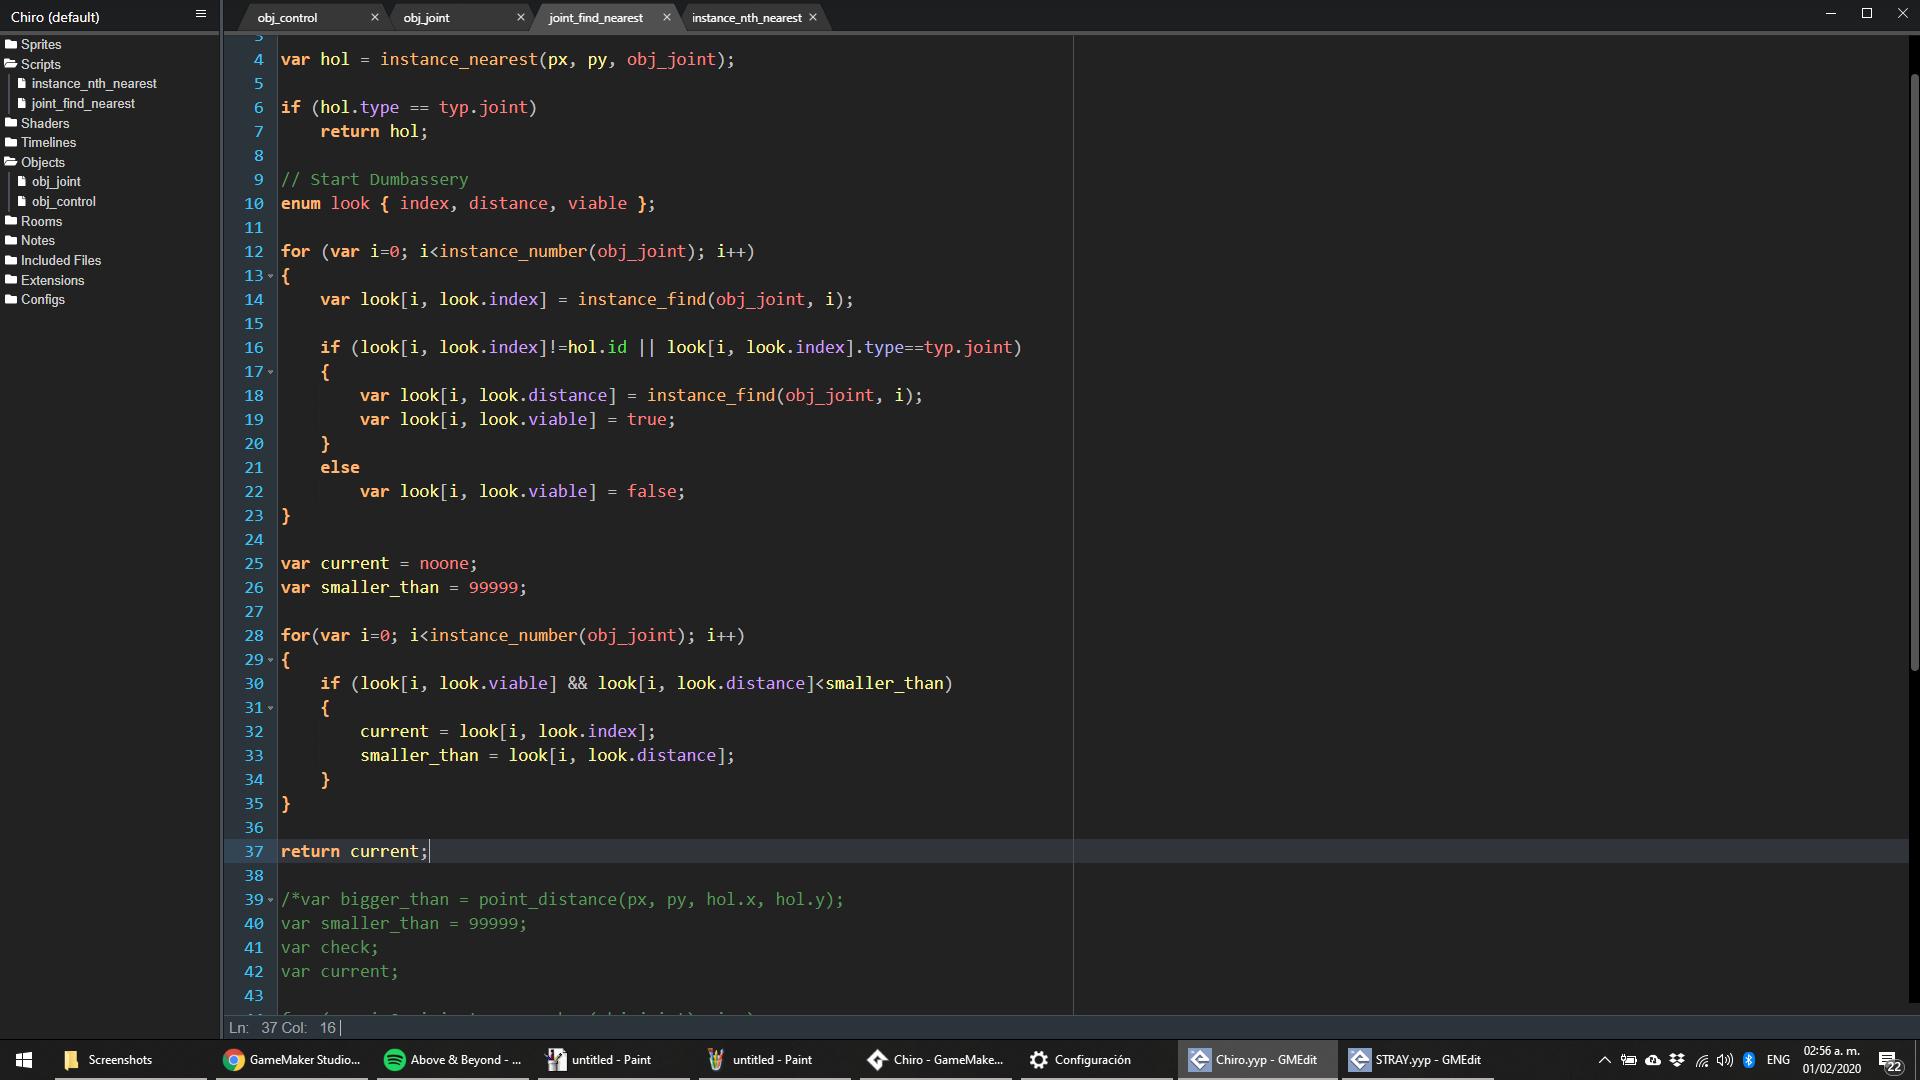 Chiro (default)
obj_control
obj_joint
joint_find_nearest
instance_nth_nearest
Sprites
Scripts
instance_nth_nearest
joint_find_nearest
Shaders
Timelines
Objects
obj_joint
obj_control
Rooms
Notes
Included Files
Extensions
Configs
3
4 var hol = instance_nearest(px, py, obj_joint);
5
6 if (hol.type == typ.joint)
7 return hol;
8
9 // Start Dumbassery
10 enum look { index, distance, viable };
11
12 for (var i=0; i<instance_number(obj_joint); i++)
13 {
14 var look[i, look.index] = instance_find(obj_joint, i);
15
16 if (look[i, look.index]!=hol.id || look[i, look.index].type==typ.joint)
17 {
18 var look[i, look.distance] = instance_find(obj_joint, i);
19 var look[i, look.viable] = true;
20 }
21 else
22 var look[i, look.viable] = false;
23 }
24
25 var current = noone;
26 var smaller_than = 99999;
27
28 for(var i=0; i<instance_number(obj_joint); i++)
29 {
30 if (look[i, look.viable] && look[i, look.distance]<smaller_than)
31 {
32 current = look[i, look.index];
33 smaller_than = look[i, look.distance];
34 }
35 }
36
37 return current;
38
39 /*var bigger_than = point_distance(px, py, hol.x, hol.y);
40 var smaller_than = 99999;
41 var check;
42 var current;
43
Ln: 37 Col: 16
Screenshots
GameMaker Studio...
Above & Beyond - ...
untitled - Paint
untitled - Paint
Chiro - GameMake...
Configuración
Chiro.yyp - GMEdit
STRAY.yyp - GMEdit
ENG
02:56 a. m.
01/02/2020
22